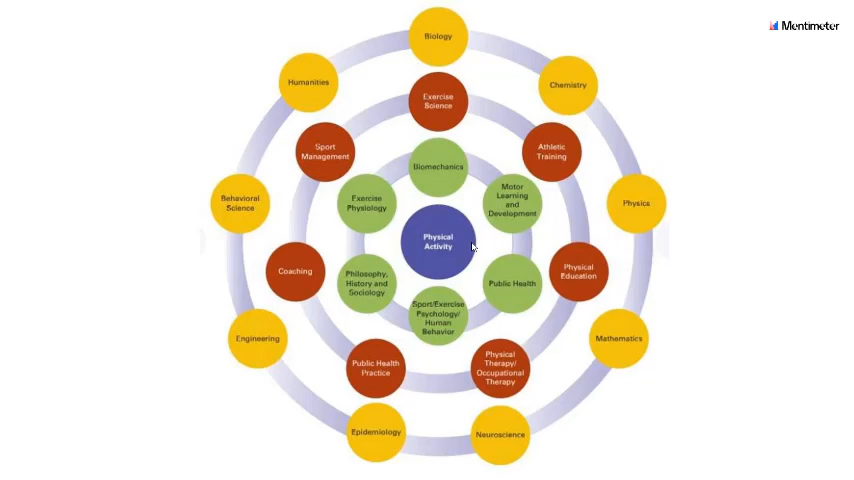 Mentimeter
Biology
Humanities
Chemistry
Exercise
Science
Sport
Management
Athletic
Training
Biomechanics
Behavioral
Science
Exercise
Physiology
Motor
Learning
and
Development
Physics
Physical
Activity
Coaching
Philosophy,
History and
Sociology
Public Health
Physical
Education
Sport/Exercise
Psychology/
Human
Behavior
Engineering
Mathematics
Public Health
Practice
Physical
Therapy/
Occupational
Therapy
Epidemiology
Neuroscience